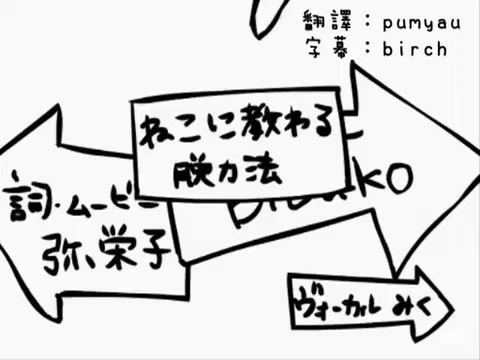 翻譯：pumyau
字幕：birch
ねこに教わる
脱力法
詞・ムービー
弥栄子
ヴォーカル みく